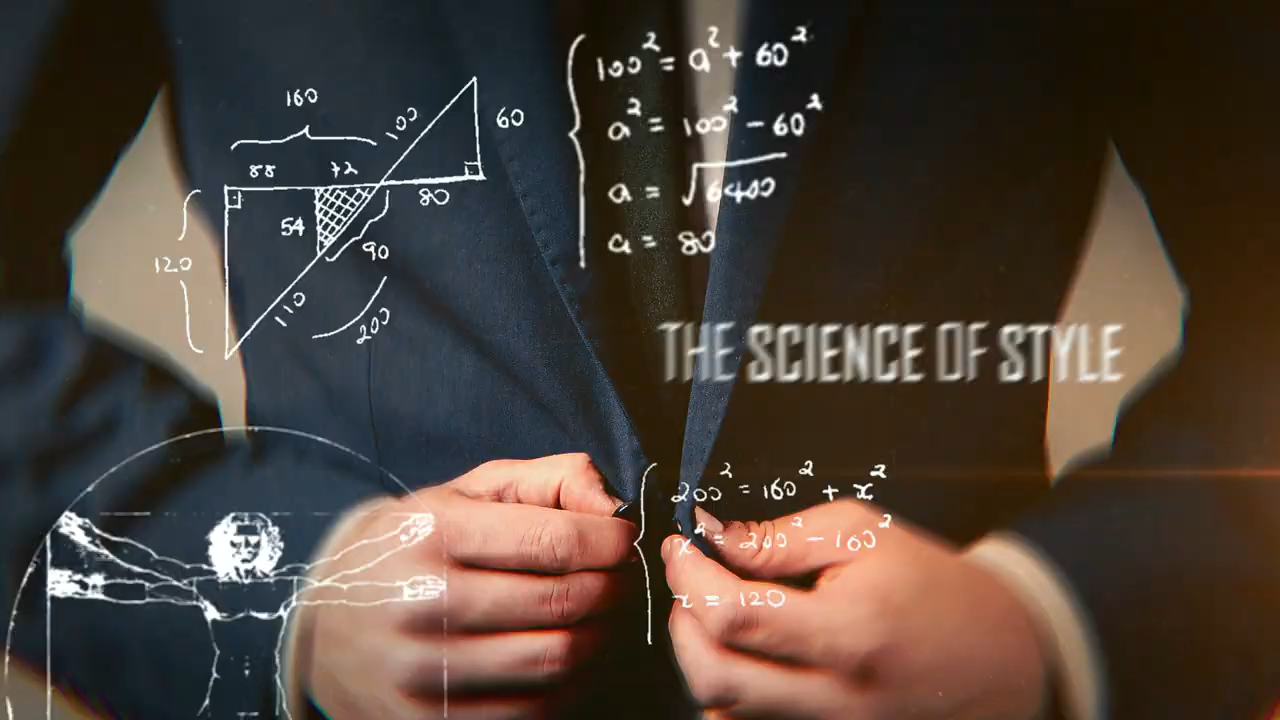 160
100
60
88
72
80
54
90
120
110
200
100² = a² + 60²
a² = 100² - 60²
a = √6400
a = 80
THE SCIENCE OF STYLE
200² = 160² + x²
x² = 200² - 160²
x = 120